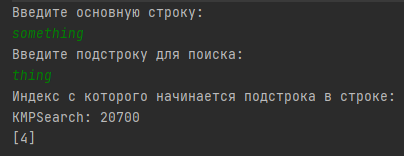 Введите основную строку:
something
Введите подстроку для поиска:
thing
Индекс с которого начинается подстрока в строке:
KMPSearch: 20700
[4]